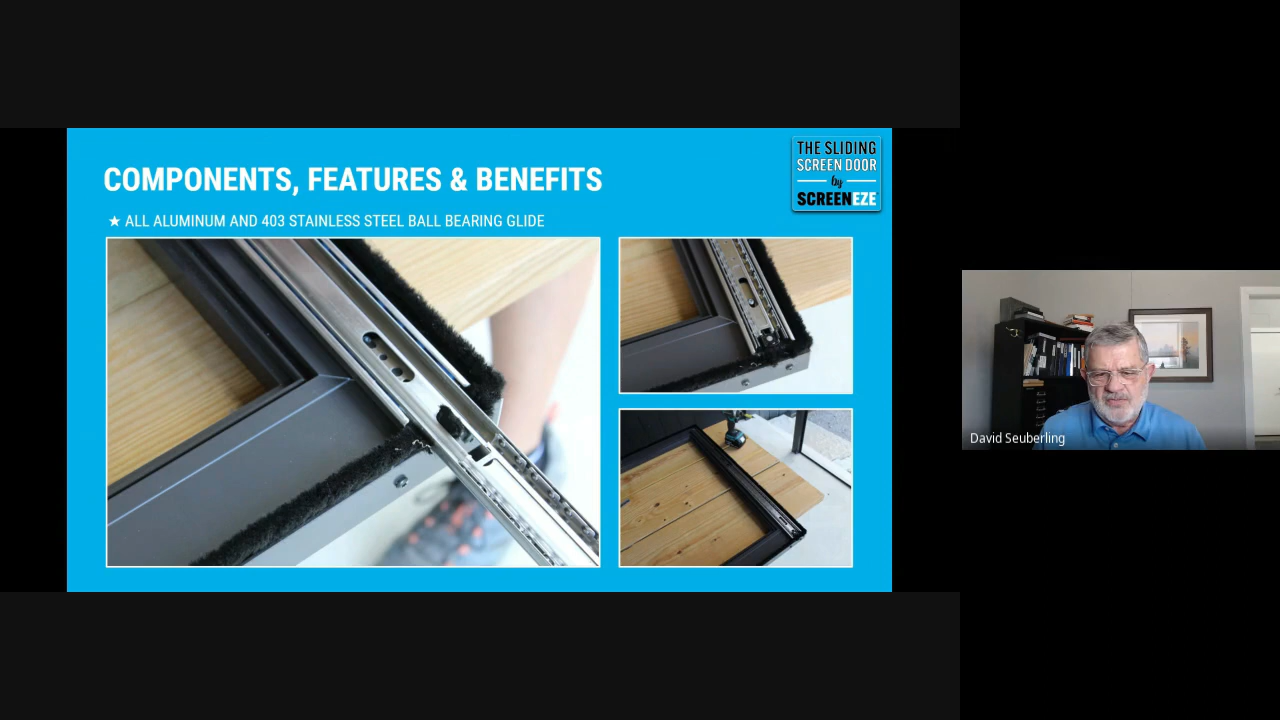 COMPONENTS, FEATURES & BENEFITS
★ ALL ALUMINUM AND 403 STAINLESS STEEL BALL BEARING GLIDE
THE SLIDING
SCREEN DOOR
by
SCREENEZE
David Seuberling